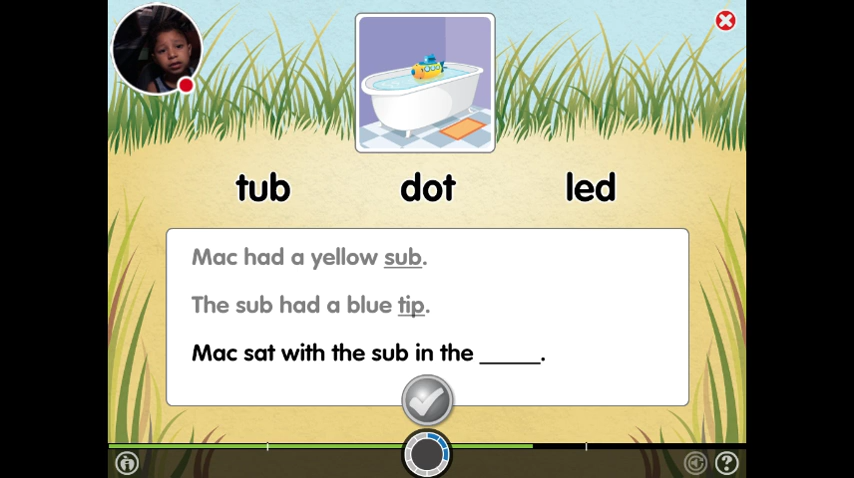 tub dot led
Mac had a yellow sub.
The sub had a blue tip.
Mac sat with the sub in the _____.
?